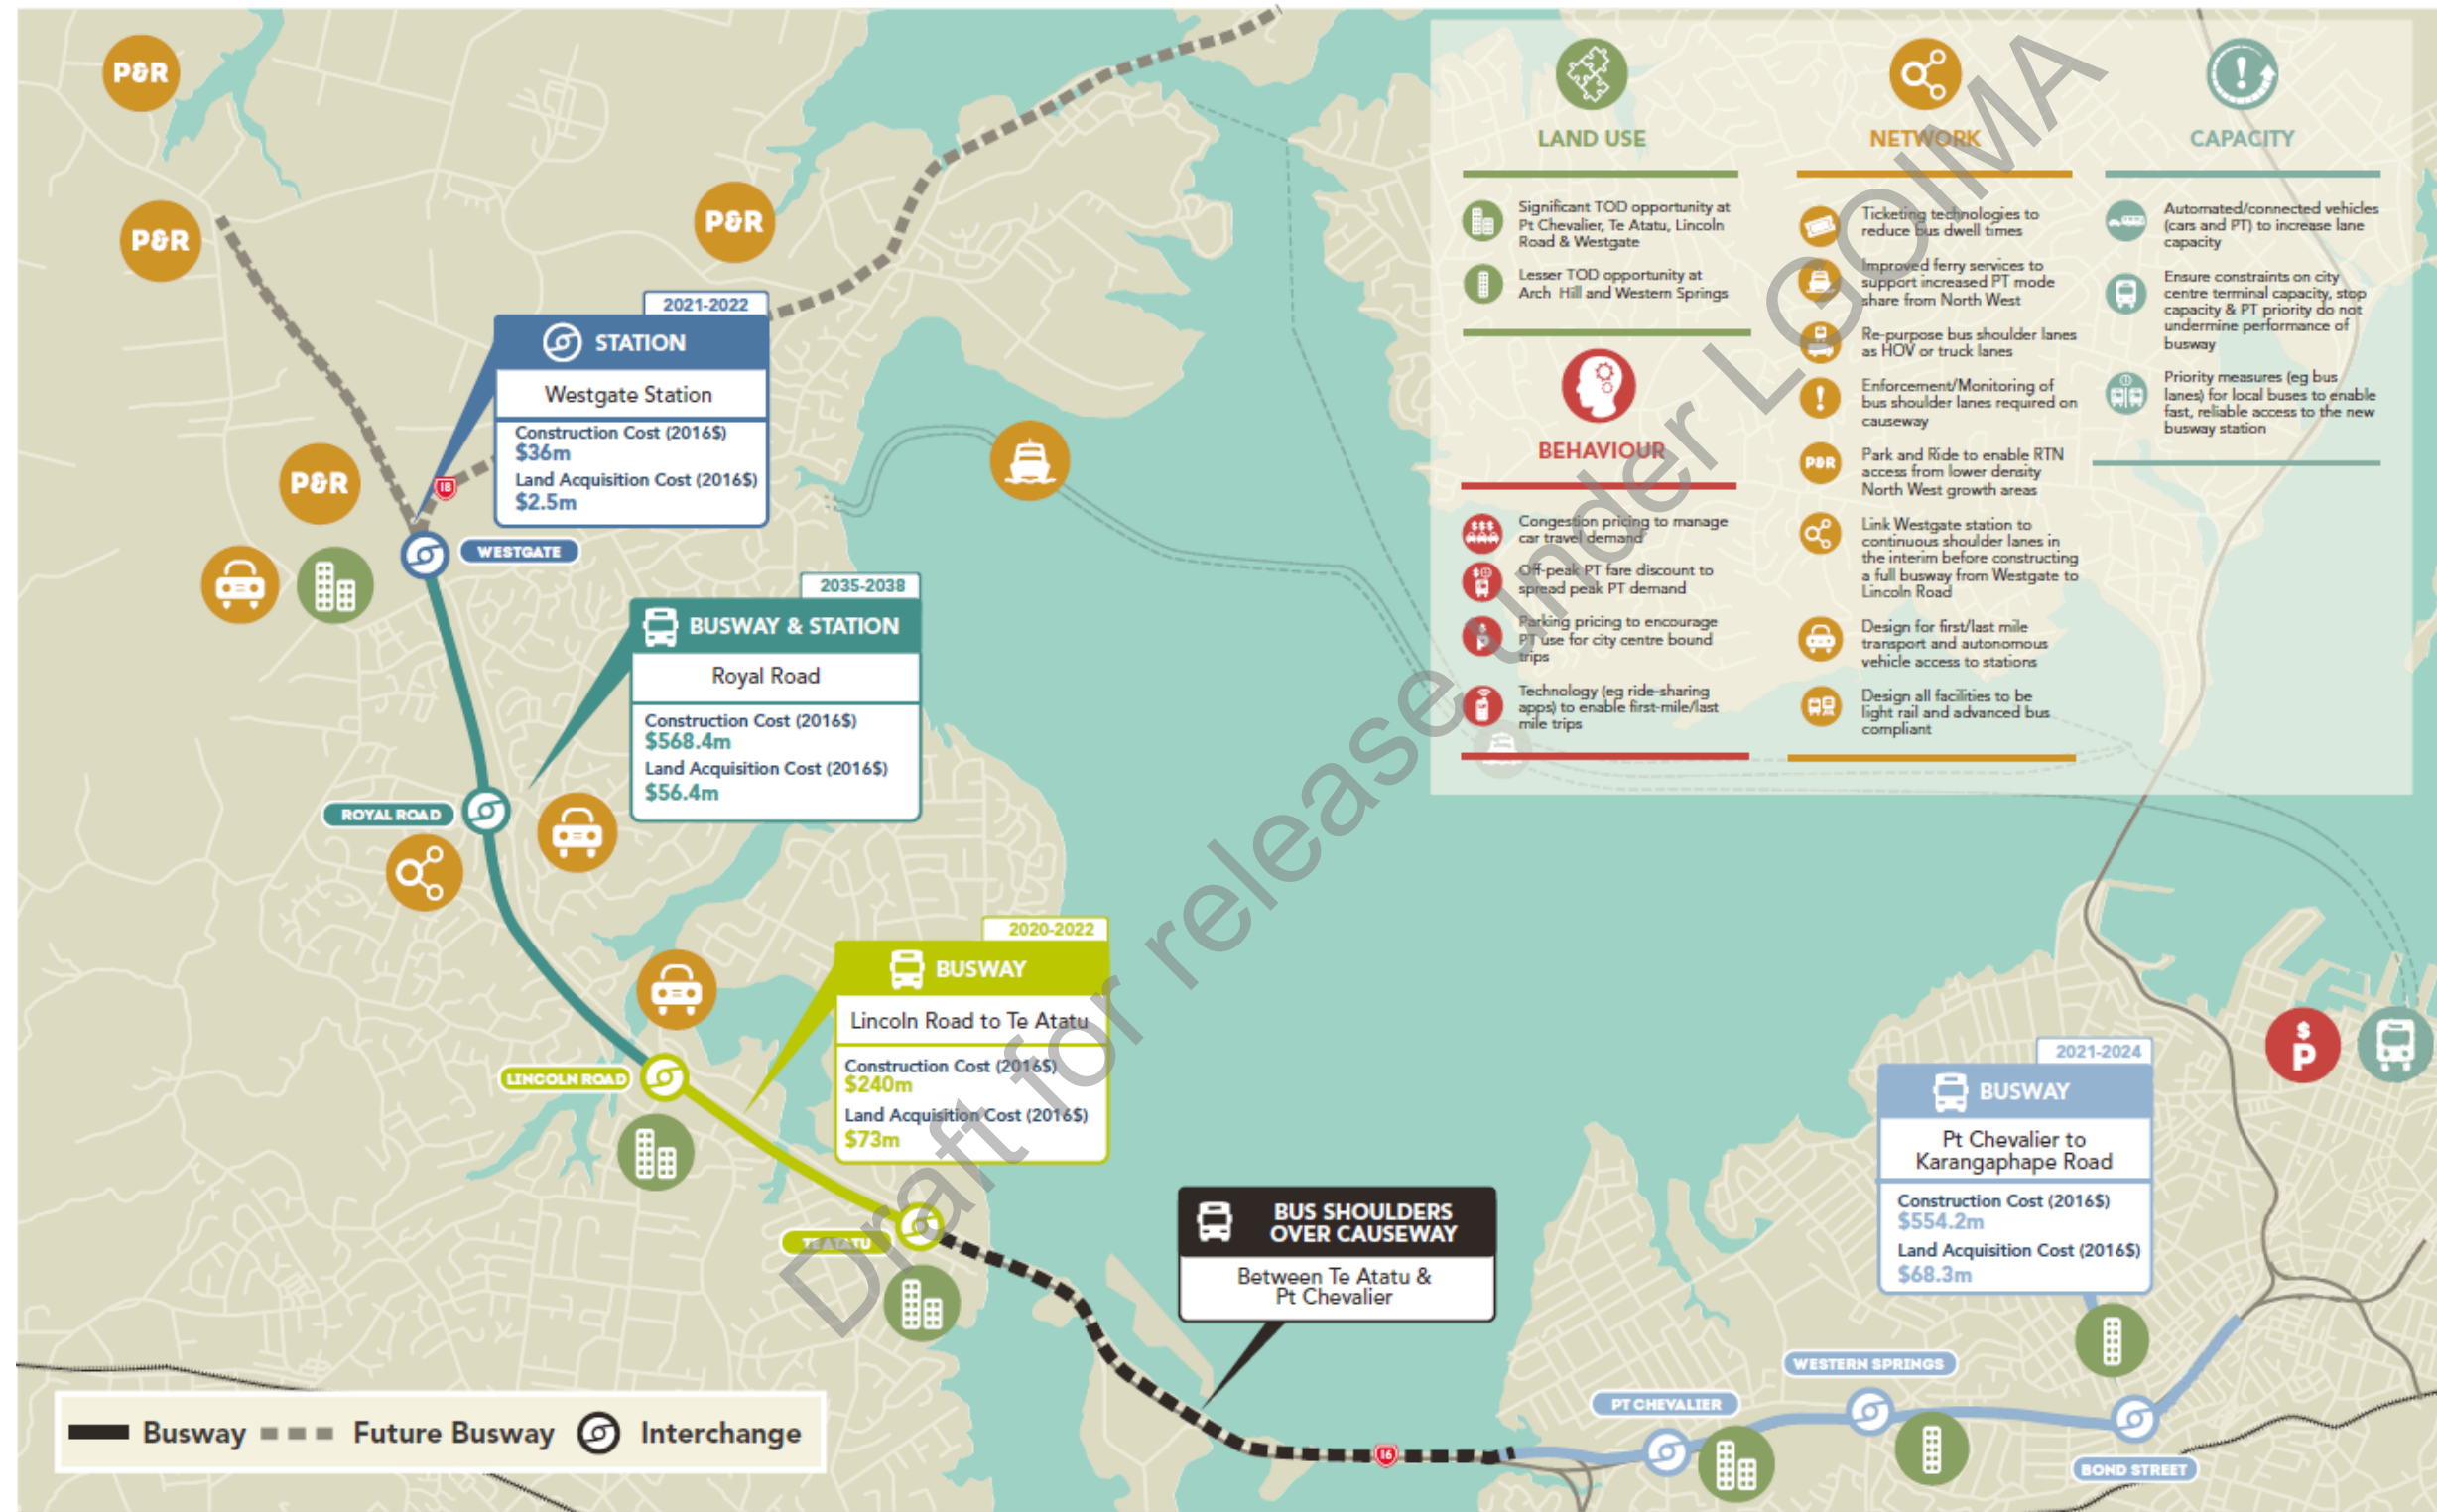 P&R
P&R
P&R
P&R
2021-2022
STATION
Westgate Station
Construction Cost (2016$)
$36m
Land Acquisition Cost (2016$)
$2.5m
18
WESTGATE
2035-2038
BUSWAY & STATION
Royal Road
Construction Cost (2016$)
$568.4m
Land Acquisition Cost (2016$)
$56.4m
ROYAL ROAD
2020-2022
BUSWAY
Lincoln Road to Te Atatu
Construction Cost (2016$)
$240m
Land Acquisition Cost (2016$)
$73m
LINCOLN ROAD
TE ATATU
BUS SHOULDERS
OVER CAUSEWAY
Between Te Atatu &
Pt Chevalier
16
2021-2024
BUSWAY
Pt Chevalier to
Karangaphape Road
Construction Cost (2016$)
$554.2m
Land Acquisition Cost (2016$)
$68.3m
PT CHEVALIER
WESTERN SPRINGS
BOND STREET
$
P
LAND USE
Significant TOD opportunity at
Pt Chevalier, Te Atatu, Lincoln
Road & Westgate
Lesser TOD opportunity at
Arch Hill and Western Springs
BEHAVIOUR
$$$
Congestion pricing to manage
car travel demand
Off-peak PT fare discount to
spread peak PT demand
Parking pricing to encourage
PT use for city centre bound
trips
Technology (eg ride-sharing
apps) to enable first-mile/last
mile trips
NETWORK
Ticketing technologies to
reduce bus dwell times
Improved ferry services to
support increased PT mode
share from North West
Re-purpose bus shoulder lanes
as HOV or truck lanes
Enforcement/Monitoring of
bus shoulder lanes required on
causeway
P&R
Park and Ride to enable RTN
access from lower density
North West growth areas
Link Westgate station to
continuous shoulder lanes in
the interim before constructing
a full busway from Westgate to
Lincoln Road
Design for first/last mile
transport and autonomous
vehicle access to stations
Design all facilities to be
light rail and advanced bus
compliant
CAPACITY
Automated/connected vehicles
(cars and PT) to increase lane
capacity
Ensure constraints on city
centre terminal capacity, stop
capacity & PT priority do not
undermine performance of
busway
Priority measures (eg bus
lanes) for local buses to enable
fast, reliable access to the new
busway station
Busway
Future Busway
Interchange
Draft for release under LGOIMA